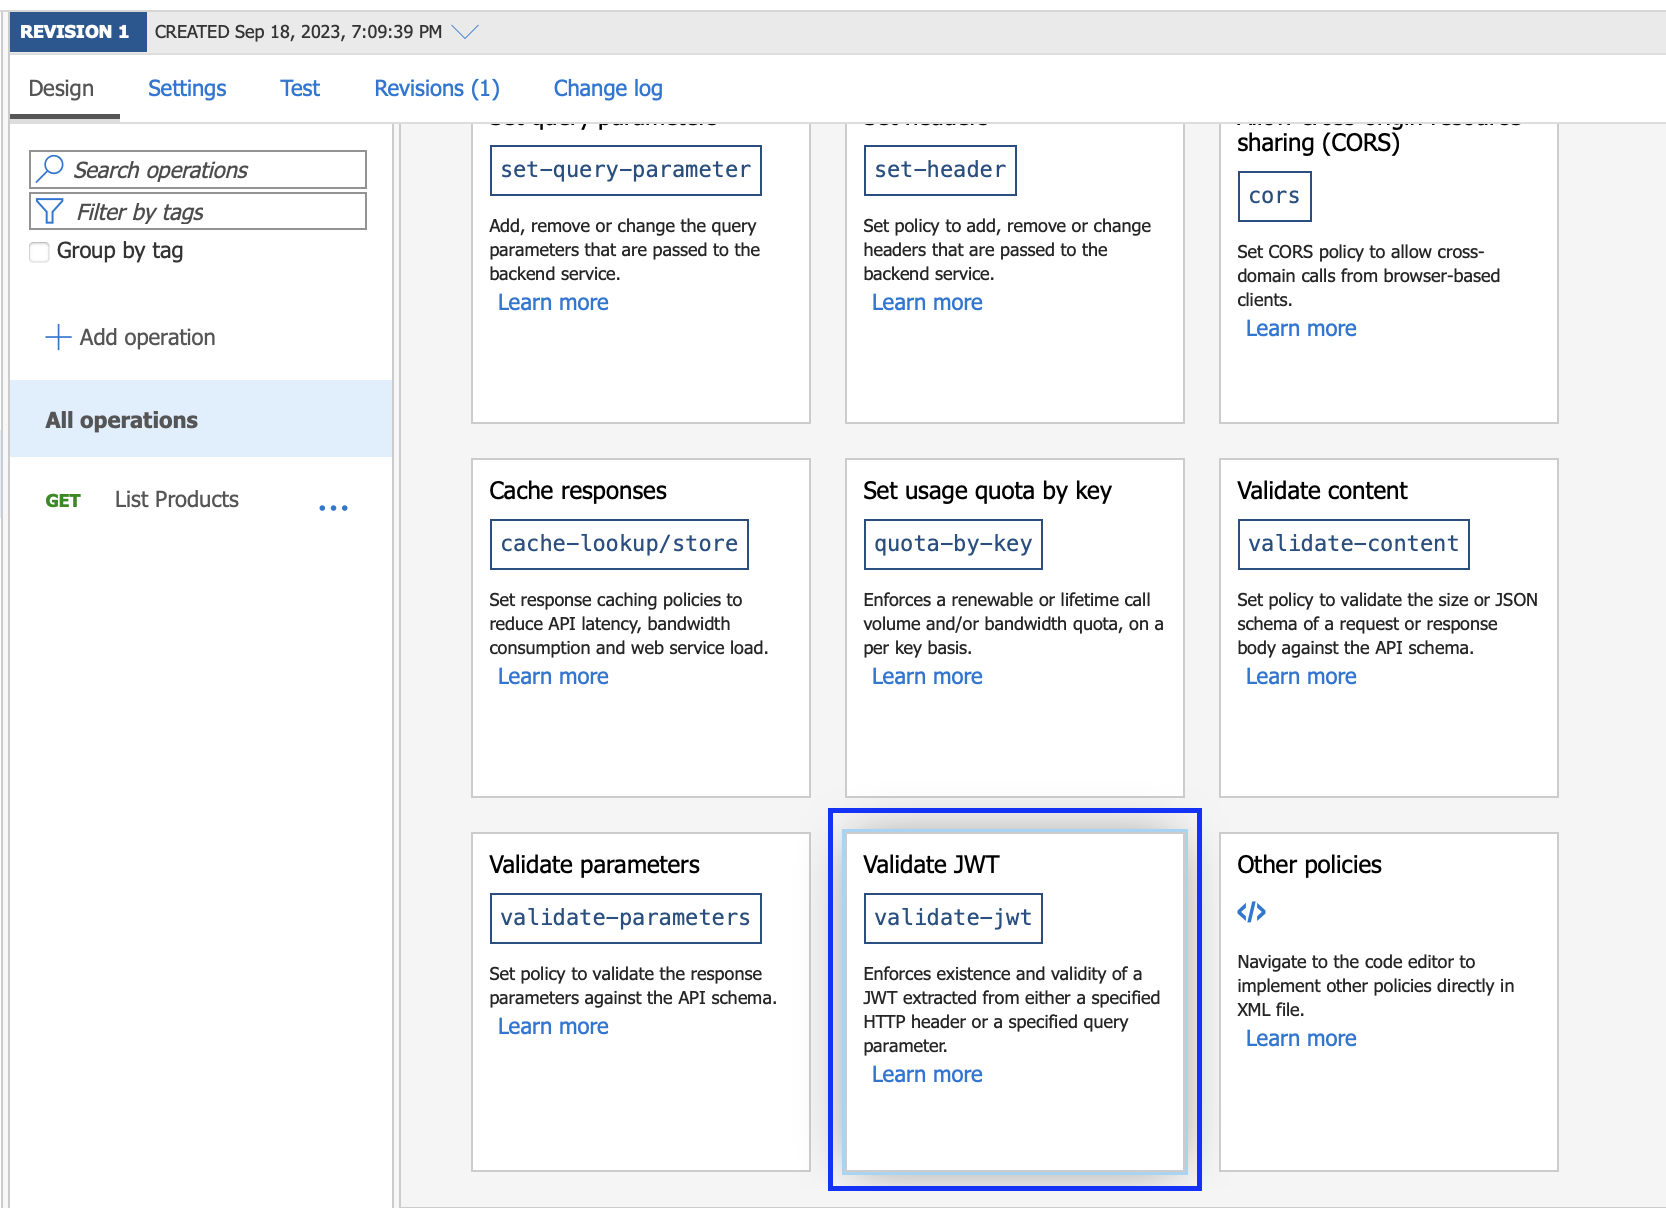 REVISION 1 CREATED Sep 18, 2023, 7:09:39 PM
Design Settings Test Revisions (1) Change log
Search operations
Filter by tags
Group by tag
Add operation
All operations
GET List Products ...
Set query parameters
set-query-parameter
Add, remove or change the query
parameters that are passed to the
backend service.
Learn more
Set headers
set-header
Set policy to add, remove or change
headers that are passed to the
backend service.
Learn more
Allow cross-origin resource
sharing (CORS)
cors
Set CORS policy to allow cross-
domain calls from browser-based
clients.
Learn more
Cache responses
cache-lookup/store
Set response caching policies to
reduce API latency, bandwidth
consumption and web service load.
Learn more
Set usage quota by key
quota-by-key
Enforces a renewable or lifetime call
volume and/or bandwidth quota, on a
per key basis.
Learn more
Validate content
validate-content
Set policy to validate the size or JSON
schema of a request or response
body against the API schema.
Learn more
Validate parameters
validate-parameters
Set policy to validate the response
parameters against the API schema.
Learn more
Validate JWT
validate-jwt
Enforces existence and validity of a
JWT extracted from either a specified
HTTP header or a specified query
parameter.
Learn more
Other policies
</>
Navigate to the code editor to
implement other policies directly in
XML file.
Learn more